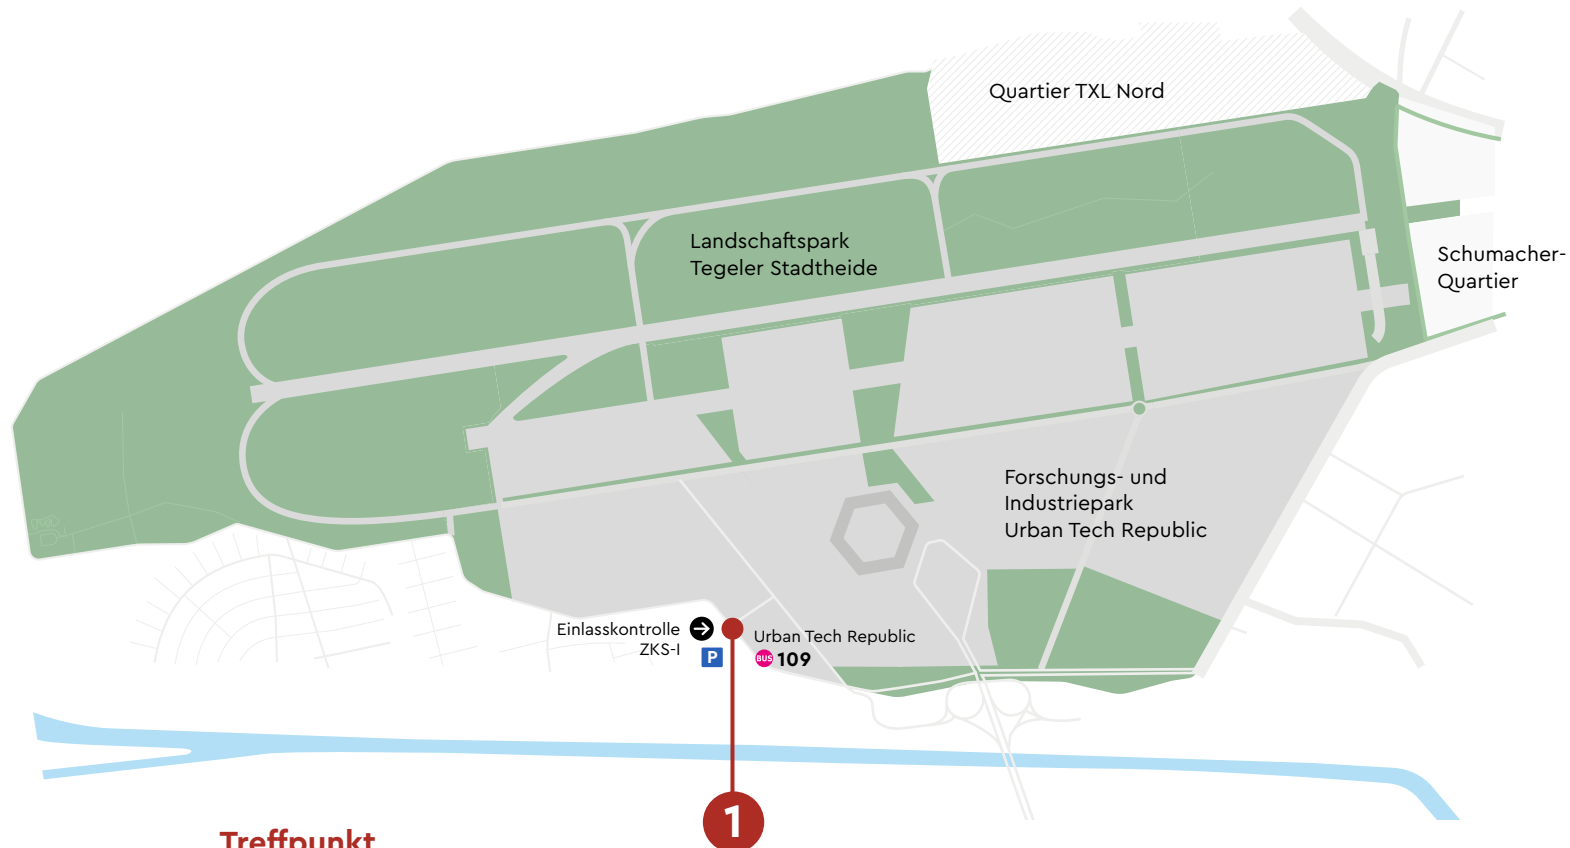 Quartier TXL Nord
Landschaftspark
Tegeler Stadtheide
Schumacher-
Quartier
Forschungs- und
Industriepark
Urban Tech Republic
Einlasskontrolle
ZKS-I
P
Urban Tech Republic
BUS 109
1
Treffpunkt